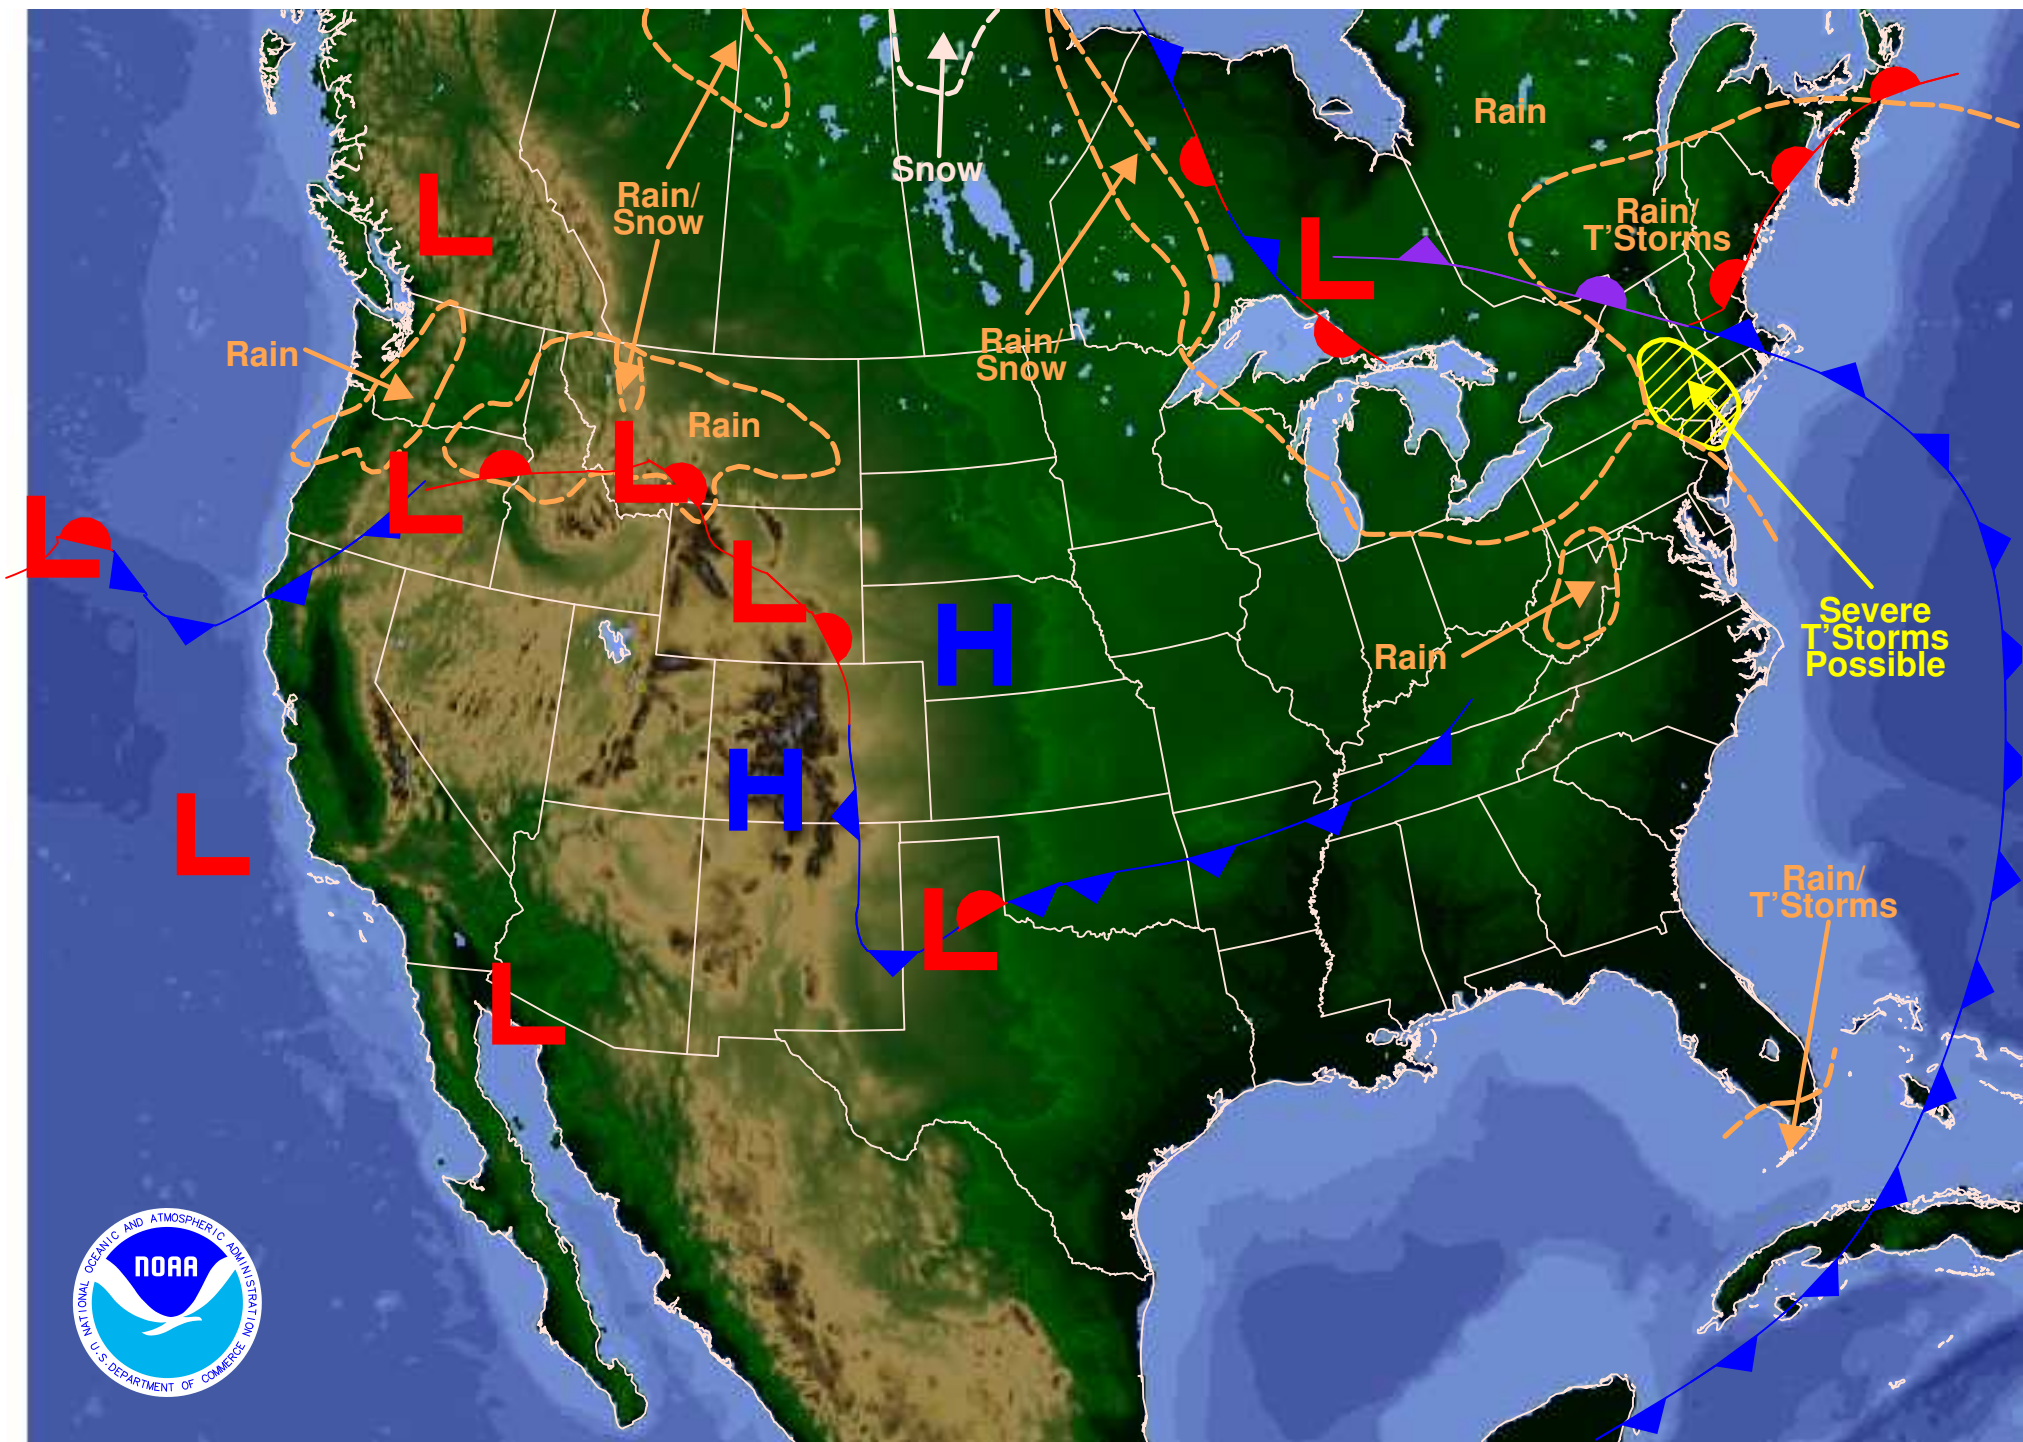 Rain
Snow
Rain/
Snow
Rain/
T'Storms
Rain
Rain/
Snow
Rain
L
L
L
L
L
L
L
L
L
L
H
H
Severe
T'Storms
Possible
Rain
Rain/
T'Storms
NATIONAL OCEANIC AND ATMOSPHERIC ADMINISTRATION
NOAA
U.S. DEPARTMENT OF COMMERCE